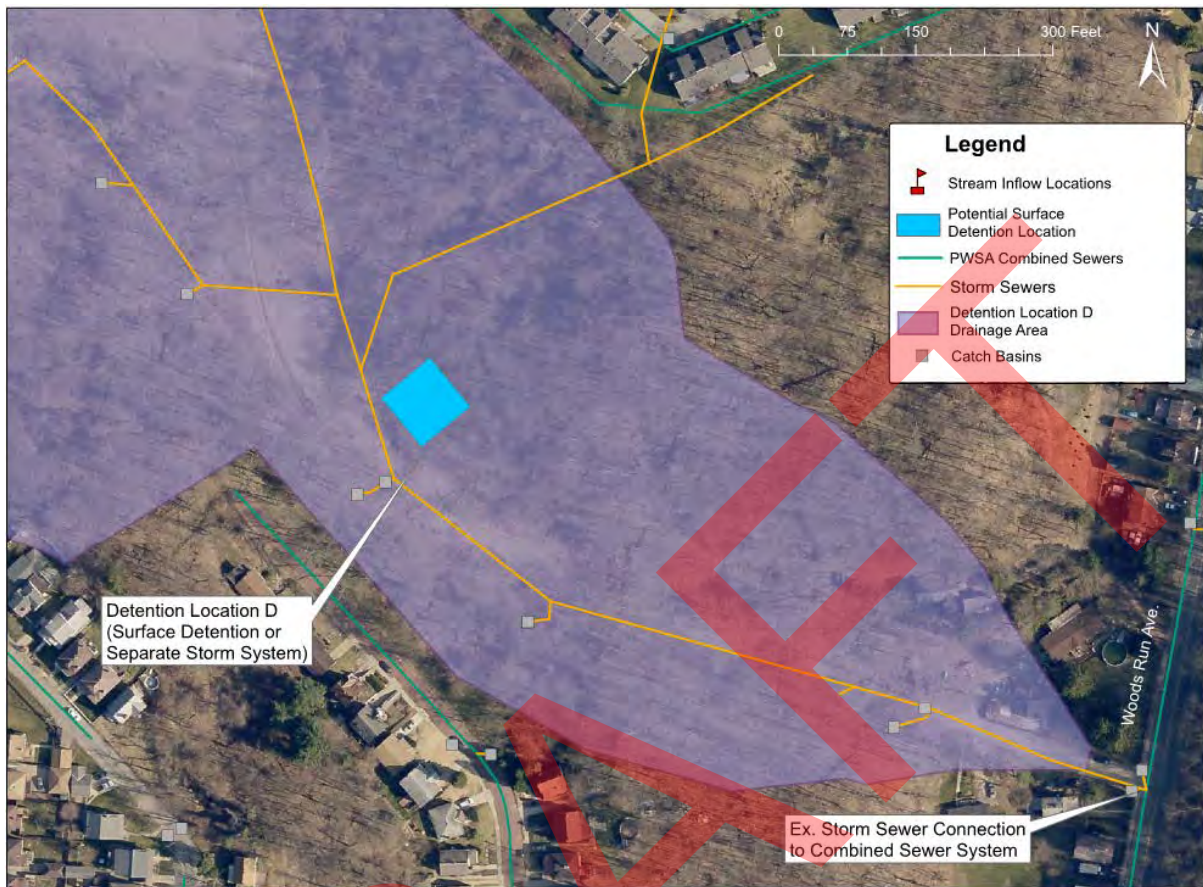 0 75 150 300 Feet
N
Legend
Stream Inflow Locations
Potential Surface
Detention Location
PWSA Combined Sewers
Storm Sewers
Detention Location D
Drainage Area
Catch Basins
Woods Run Ave.
Detention Location D
(Surface Detention or
Separate Storm System)
Ex. Storm Sewer Connection
to Combined Sewer System